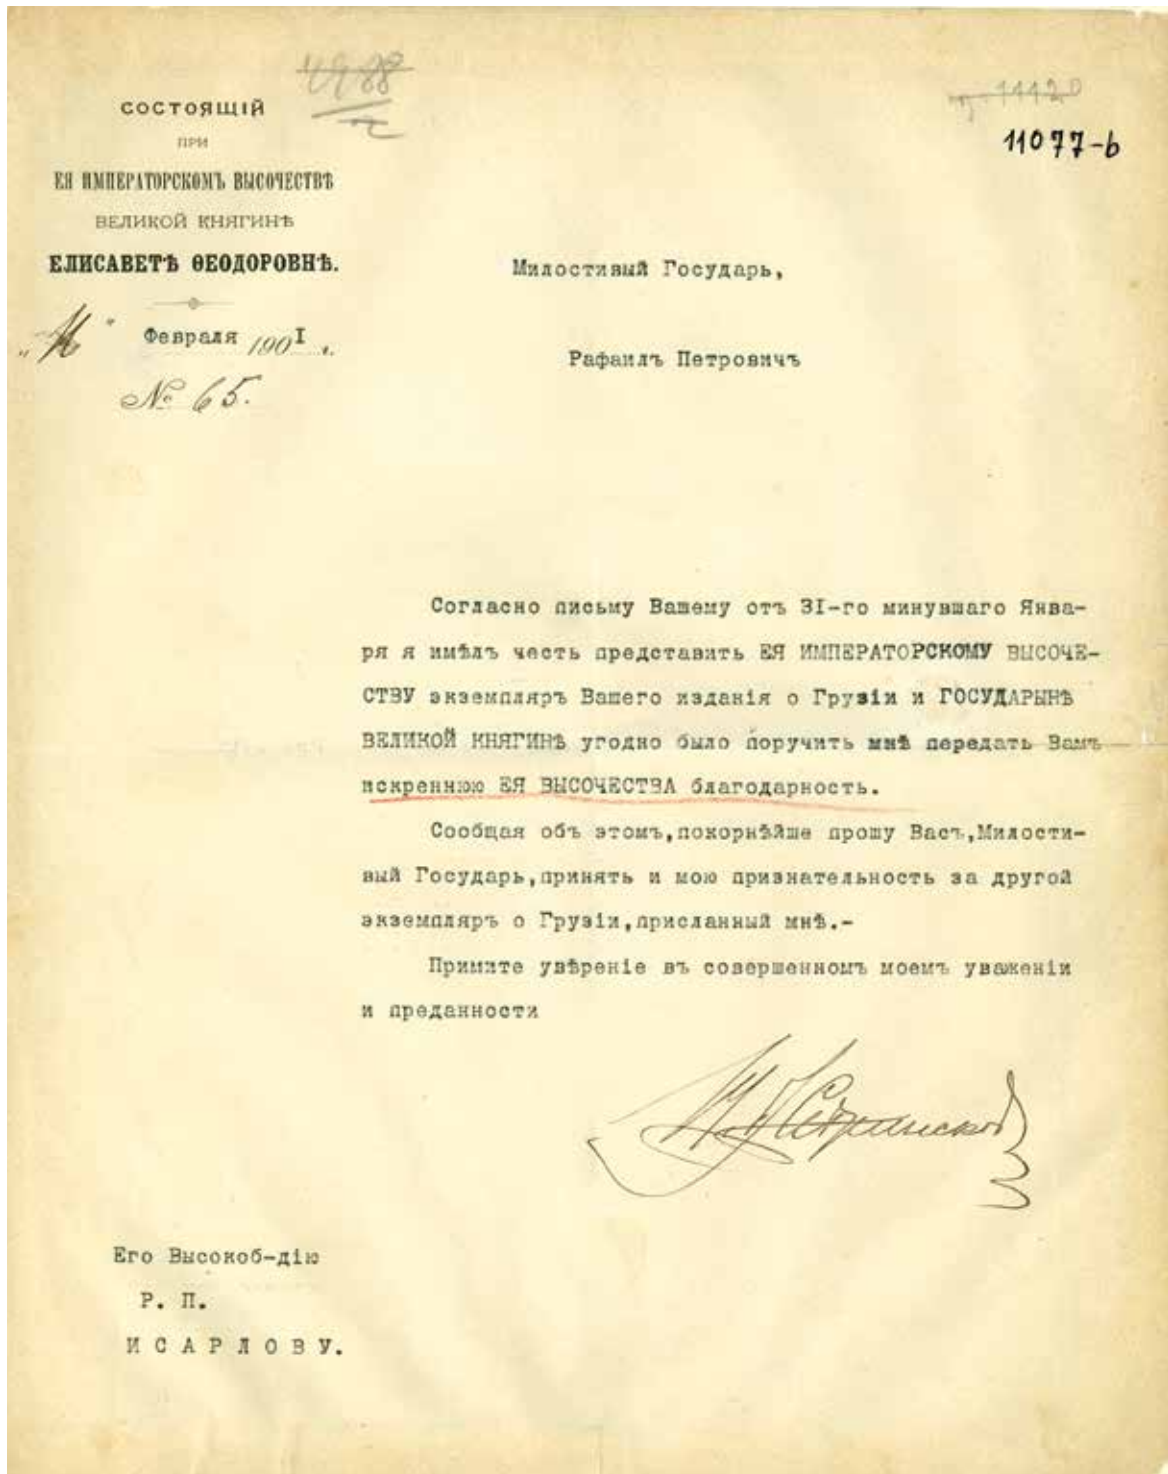 4988
11120
11077-b
СОСТОЯЩІЙ
ПРИ
ЕЯ ИМПЕРАТОРСКОМЪ ВЫСОЧЕСТВѢ
ВЕЛИКОЙ КНЯГИНѢ
ЕЛИСАВЕТѢ ѲЕОДОРОВНѢ.
Февраля 1901 г.
№ 65.
Милостивый Государь,
Рафаилъ Петровичъ
Согласно письму Вашему отъ 3I-го минувшаго Янва-
ря я имѣлъ честь представить ЕЯ ИМПЕРАТОРСКОМУ ВЫСОЧЕ-
СТВУ экземпляръ Вашего изданія о Грузіи и ГОСУДАРЫНѢ
ВЕЛИКОЙ КНЯГИНѢ угодно было поручить мнѣ передать Вамъ
искреннюю ЕЯ ВЫСОЧЕСТВА благодарность.
Сообщая объ этомъ,покорнѣйше прошу Васъ,Милости-
вый Государь,принять и мою признательность за другой
экземпляръ о Грузіи,присланный мнѣ.-
Примите увѣреніе въ совершенномъ моемъ уваженіи
и преданности
Его Высокоб-дію
Р. П.
И С А Р Л О В У.